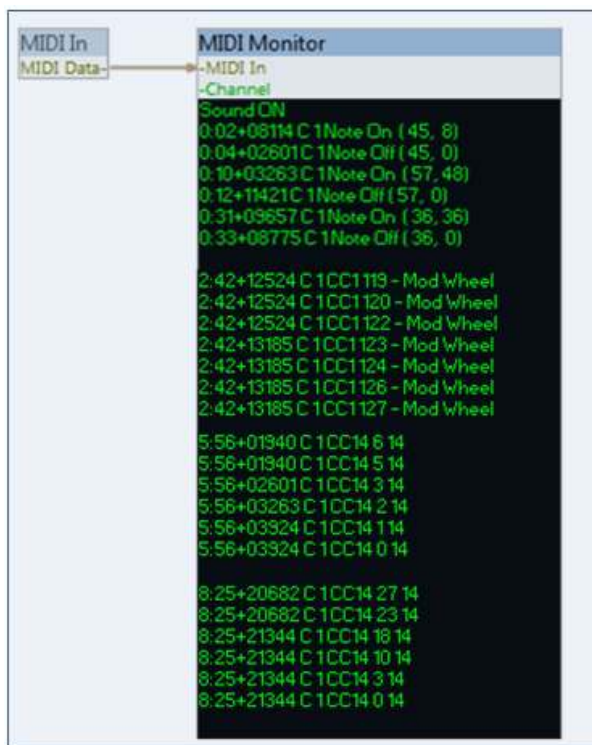 MIDI In
MIDI Data-
MIDI Monitor
-MIDI In
-Channel
Sound ON
0:02+08114 C 1 Note On ( 45, 8)
0:04+02601 C 1 Note Off ( 45, 0)
0:10+03263 C 1 Note On ( 57, 48)
0:12+11421 C 1 Note Off ( 57, 0)
0:31+09657 C 1 Note On ( 36, 36)
0:33+08775 C 1 Note Off ( 36, 0)
2:42+12524 C 1 CC1 119 - Mod Wheel
2:42+12524 C 1 CC1 120 - Mod Wheel
2:42+12524 C 1 CC1 122 - Mod Wheel
2:42+13185 C 1 CC1 123 - Mod Wheel
2:42+13185 C 1 CC1 124 - Mod Wheel
2:42+13185 C 1 CC1 126 - Mod Wheel
2:42+13185 C 1 CC1 127 - Mod Wheel
5:56+01940 C 1 CC14 6 14
5:56+01940 C 1 CC14 5 14
5:56+02601 C 1 CC14 3 14
5:56+03263 C 1 CC14 2 14
5:56+03924 C 1 CC14 1 14
5:56+03924 C 1 CC14 0 14
8:25+20682 C 1 CC14 27 14
8:25+20682 C 1 CC14 23 14
8:25+21344 C 1 CC14 18 14
8:25+21344 C 1 CC14 10 14
8:25+21344 C 1 CC14 3 14
8:25+21344 C 1 CC14 0 14